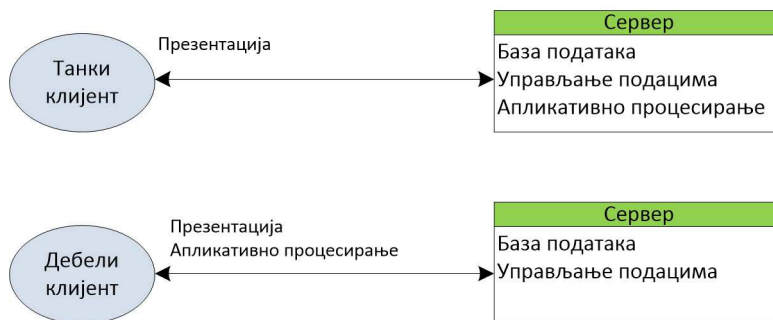 Презентација
Танки
клијент
Сервер
База података
Управљање подацима
Апликативно процесирање
Презентација
Апликативно процесирање
Дебели
клијент
Сервер
База података
Управљање подацима